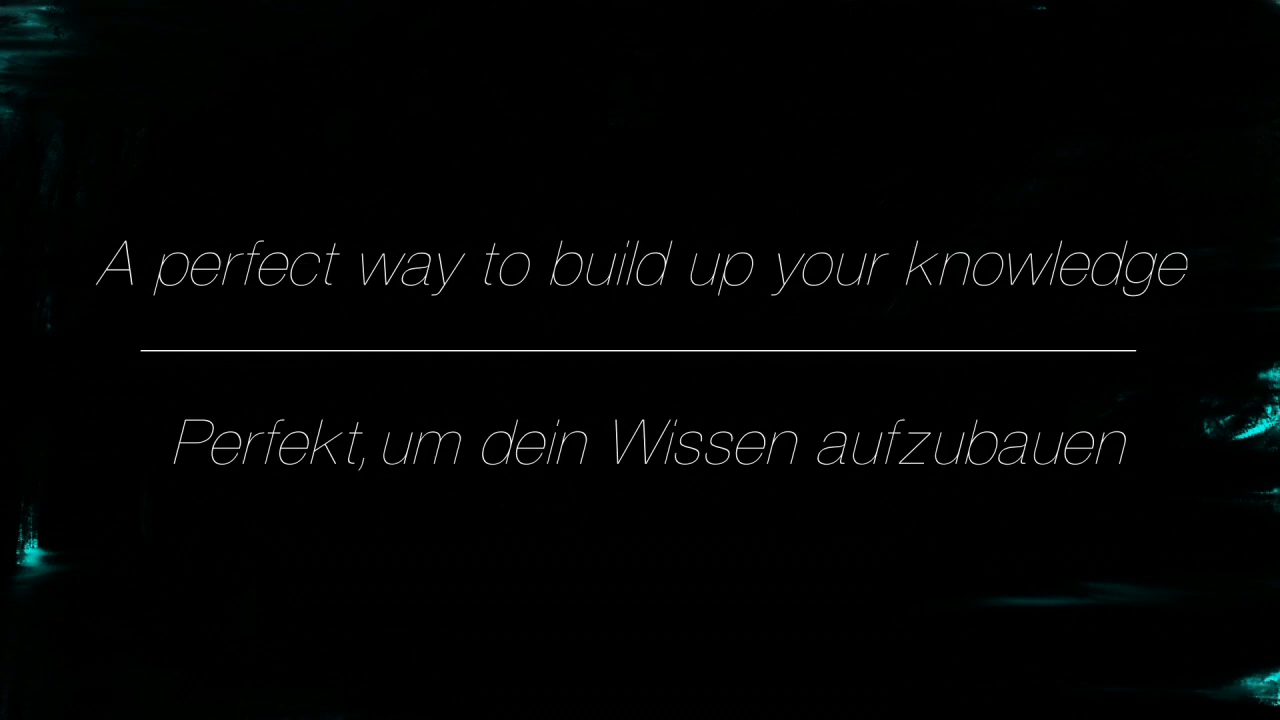 A perfect way to build up your knowledge
Perfekt, um dein Wissen aufzubauen